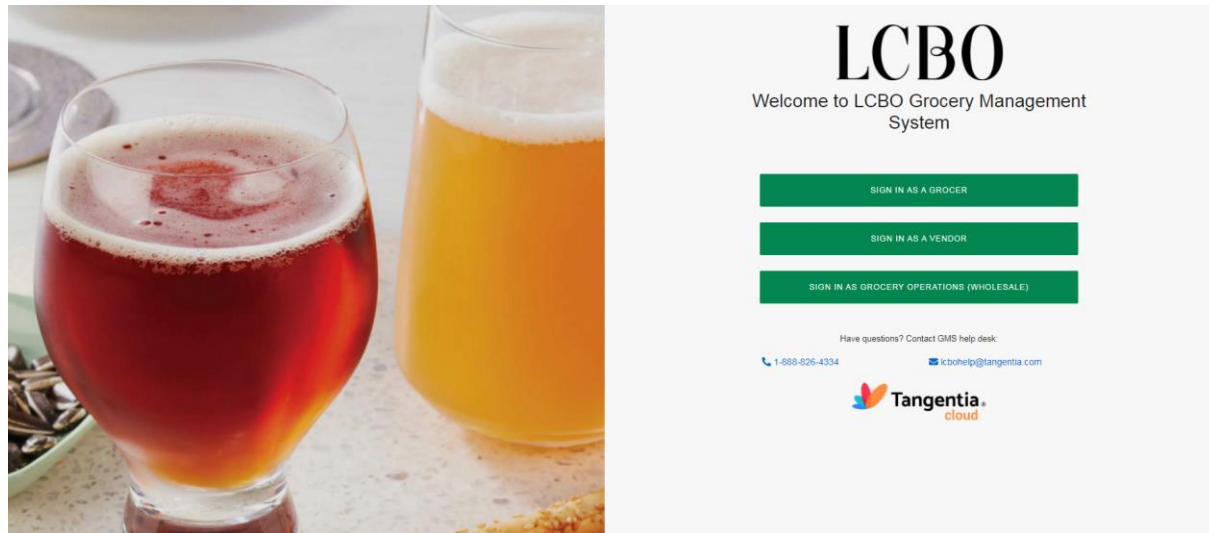 LCBO
Welcome to LCBO Grocery Management
System
SIGN IN AS A GROCER
SIGN IN AS A VENDOR
SIGN IN AS GROCERY OPERATIONS (WHOLESALE)
Have questions? Contact GMS help desk:
1-888-826-4334 lcbohelp@tangentia.com
Tangentia®
cloud